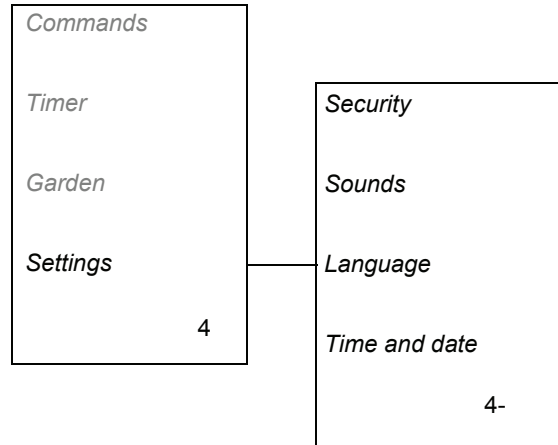 Commands
Timer
Garden
Settings
4
Security
Sounds
Language
Time and date
4-